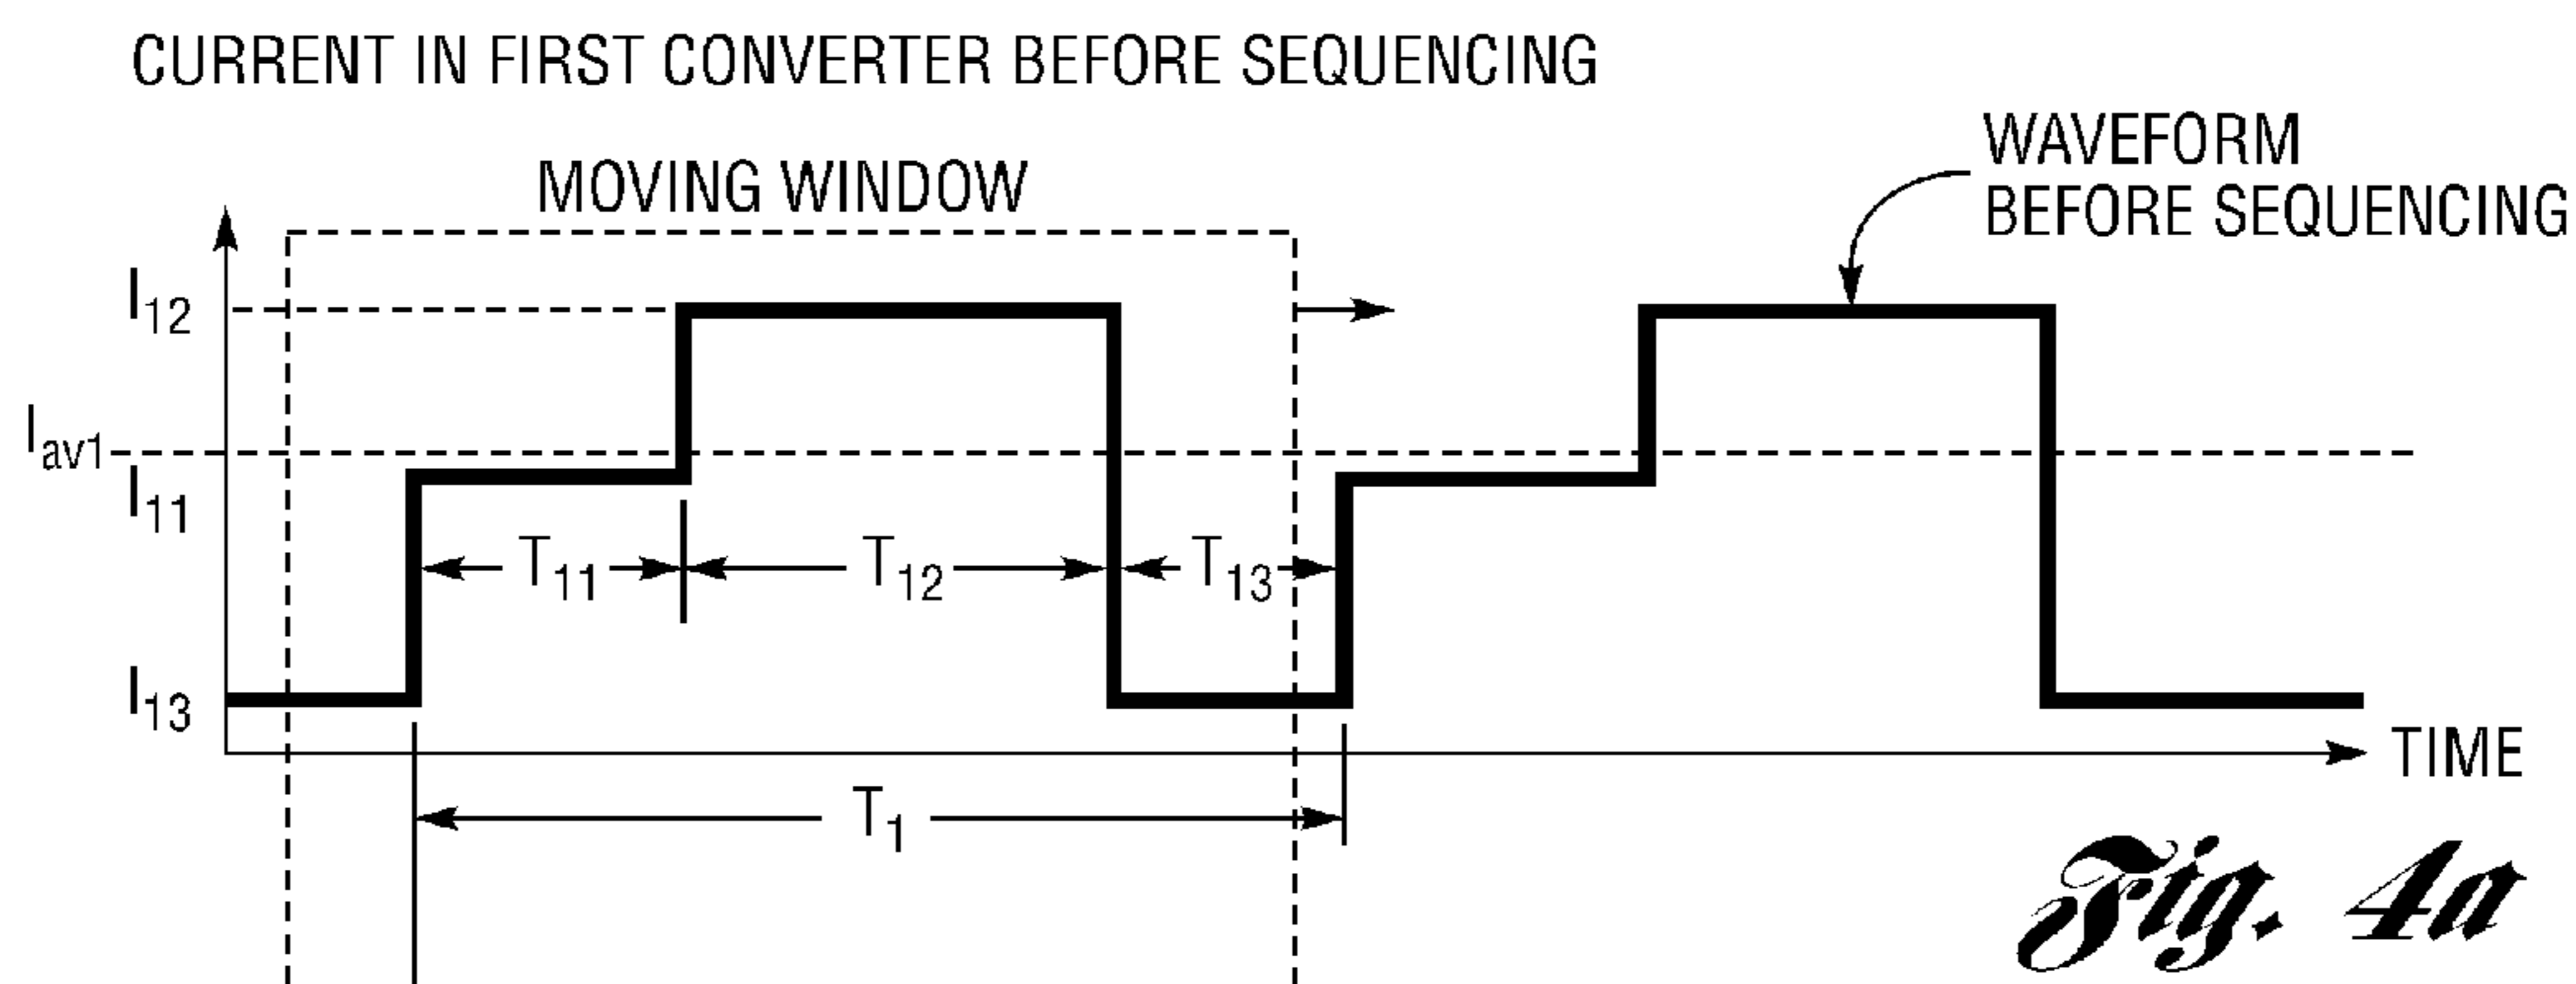 CURRENT IN FIRST CONVERTER BEFORE SEQUENCING
MOVING WINDOW
WAVEFORM
BEFORE SEQUENCING
I12
Iav1
I11
T11
T12
T13
I13
TIME
T1
Fig. 4a